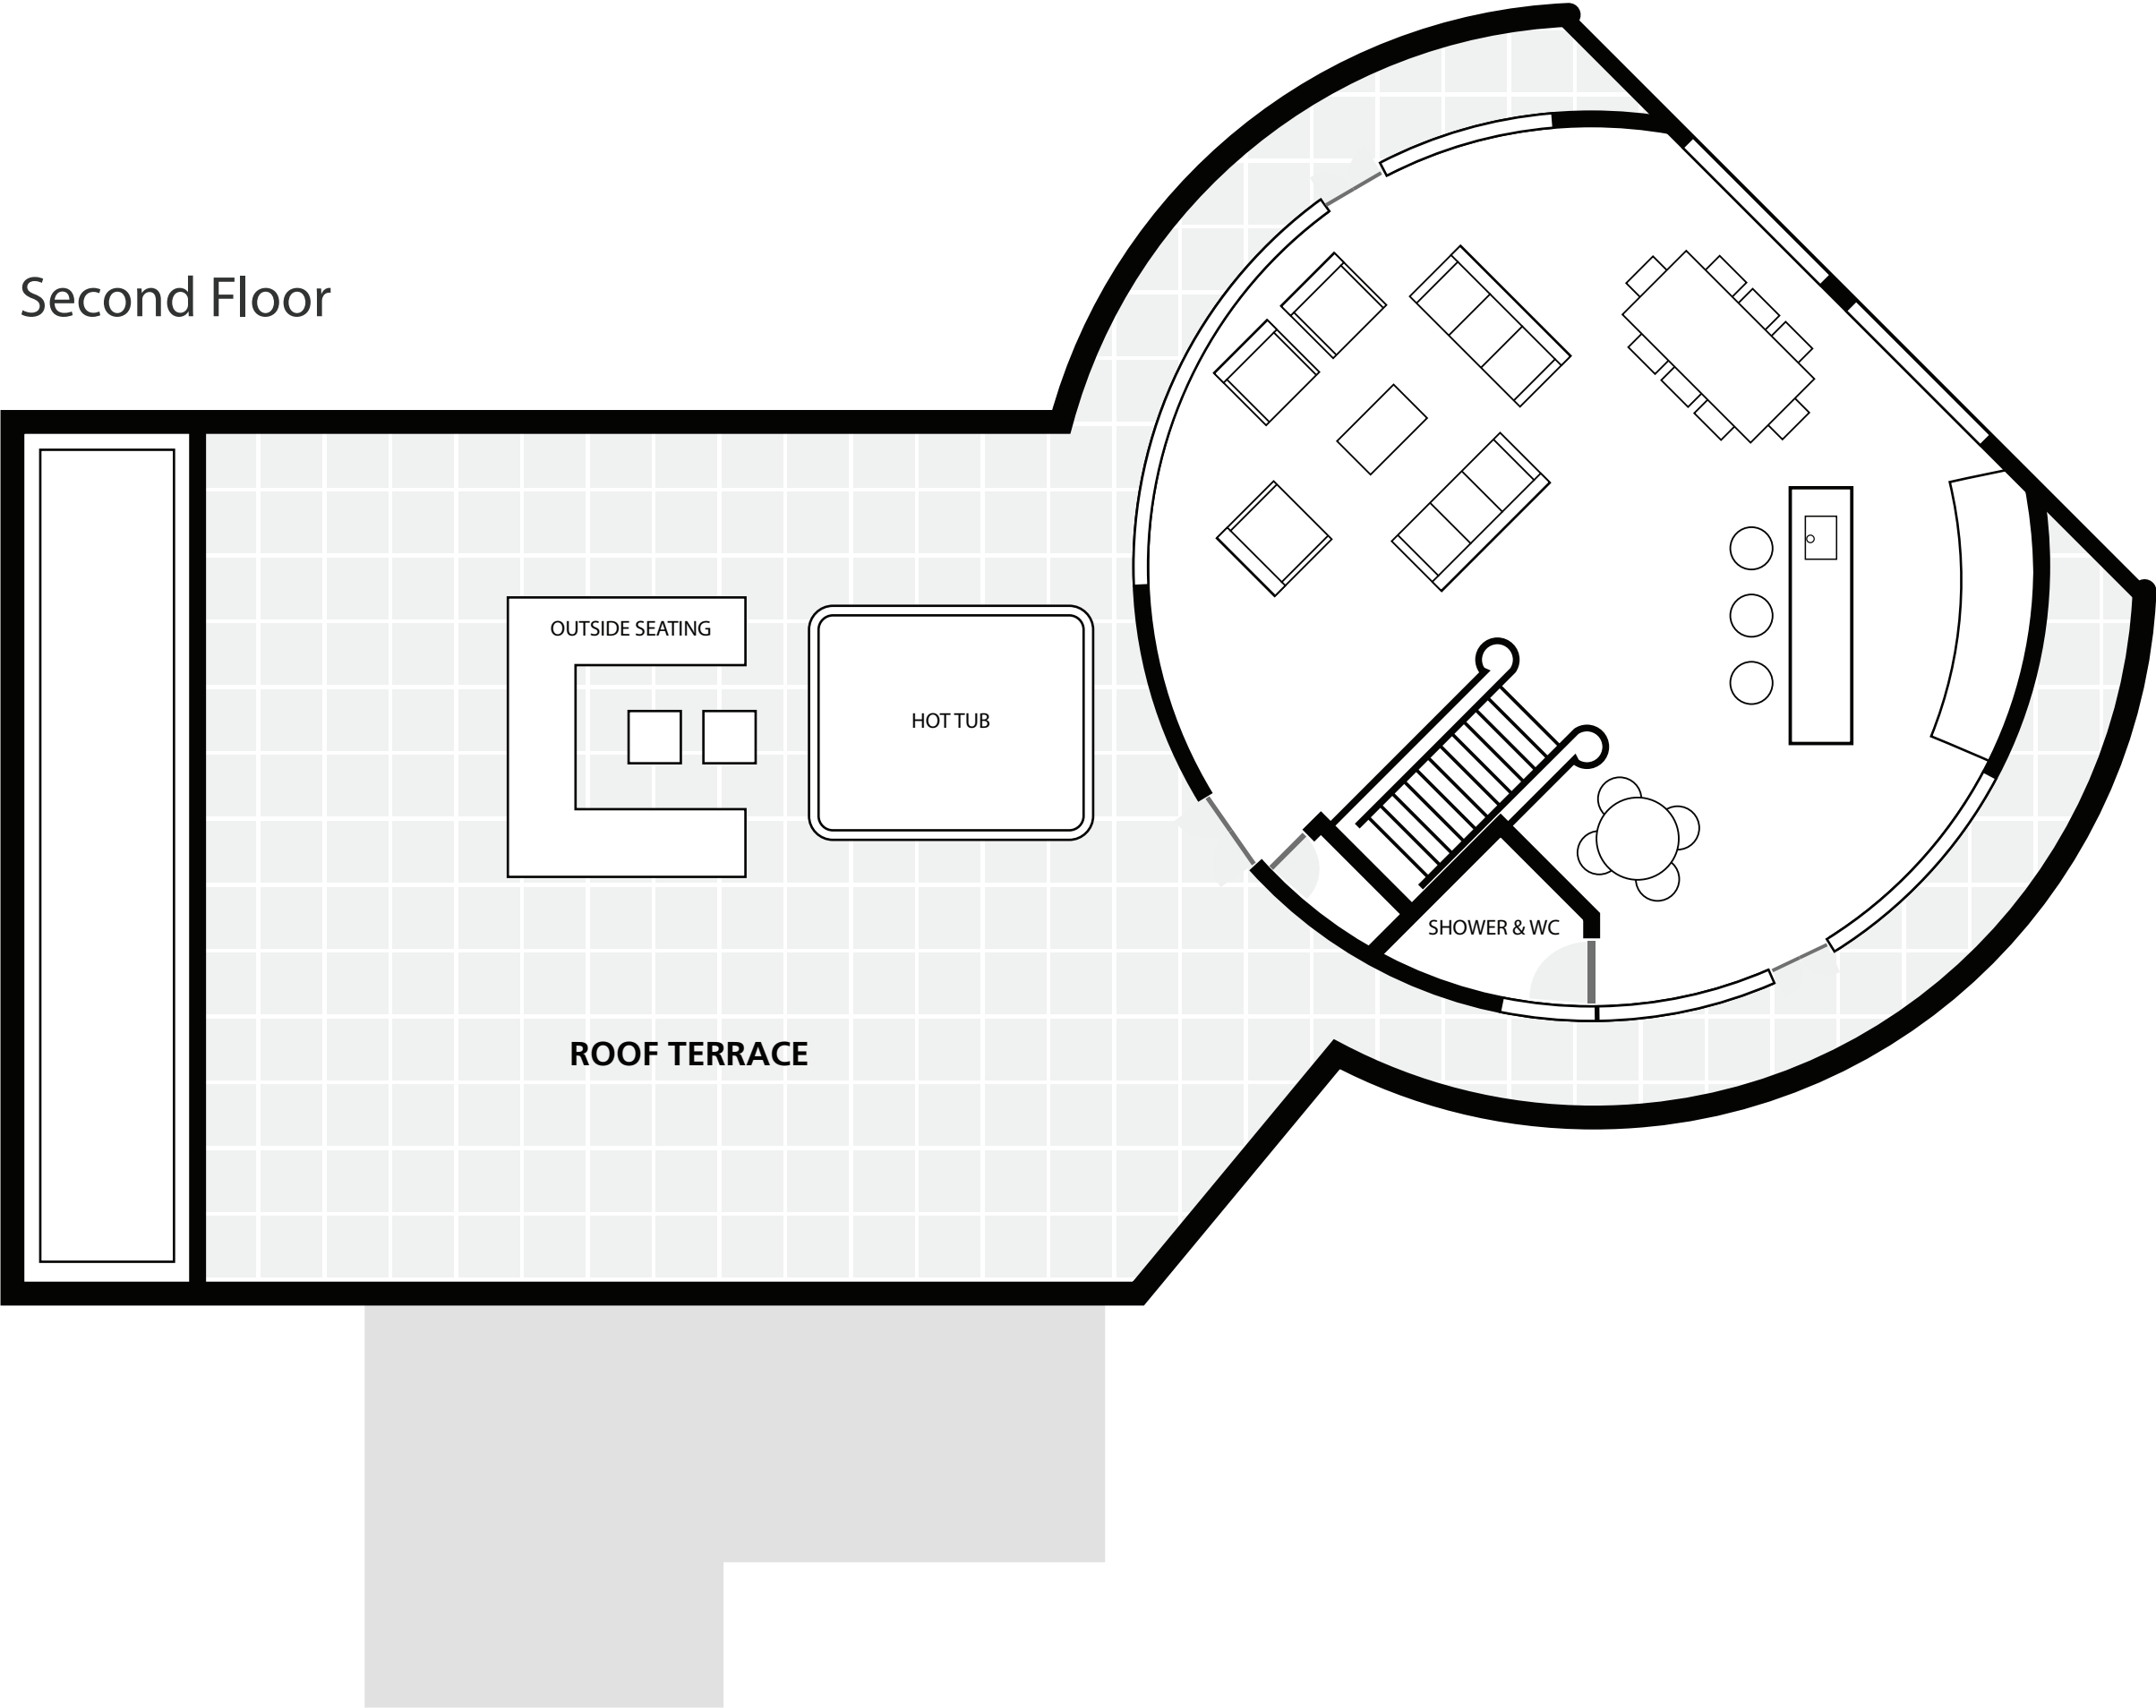 Second Floor
OUTSIDE SEATING
HOT TUB
SHOWER & WC
ROOF TERRACE